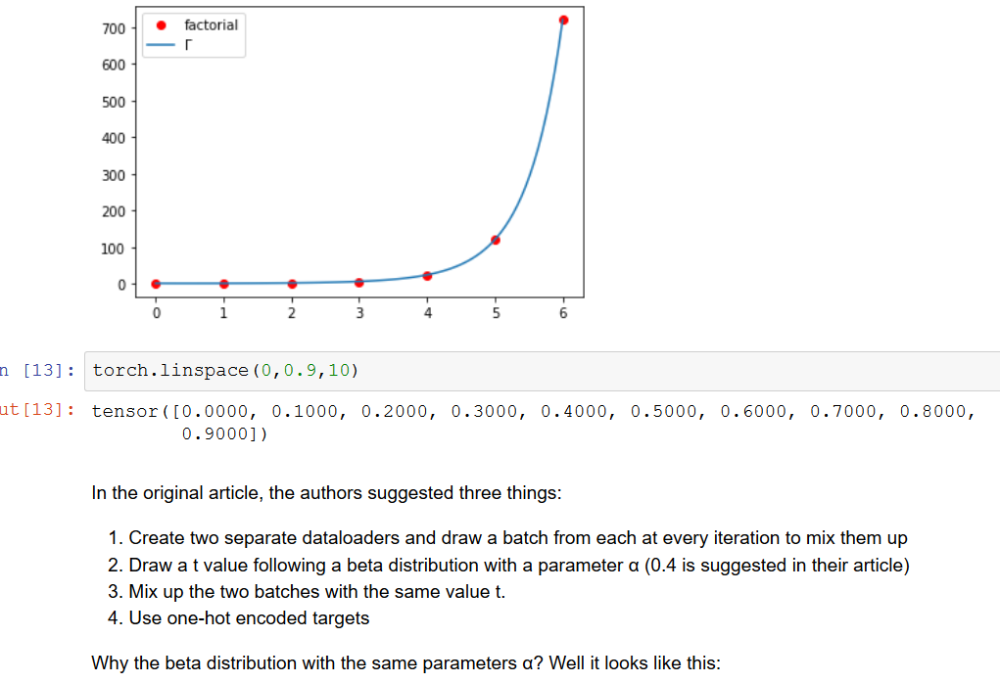 700
factorial
Γ
600
500
400
300
200
100
0
0 1 2 3 4 5 6
n [13]: torch.linspace(0,0.9,10)
ut[13]: tensor([0.0000, 0.1000, 0.2000, 0.3000, 0.4000, 0.5000, 0.6000, 0.7000, 0.8000,
0.9000])
In the original article, the authors suggested three things:
1. Create two separate dataloaders and draw a batch from each at every iteration to mix them up
2. Draw a t value following a beta distribution with a parameter α (0.4 is suggested in their article)
3. Mix up the two batches with the same value t.
4. Use one-hot encoded targets
Why the beta distribution with the same parameters α? Well it looks like this: